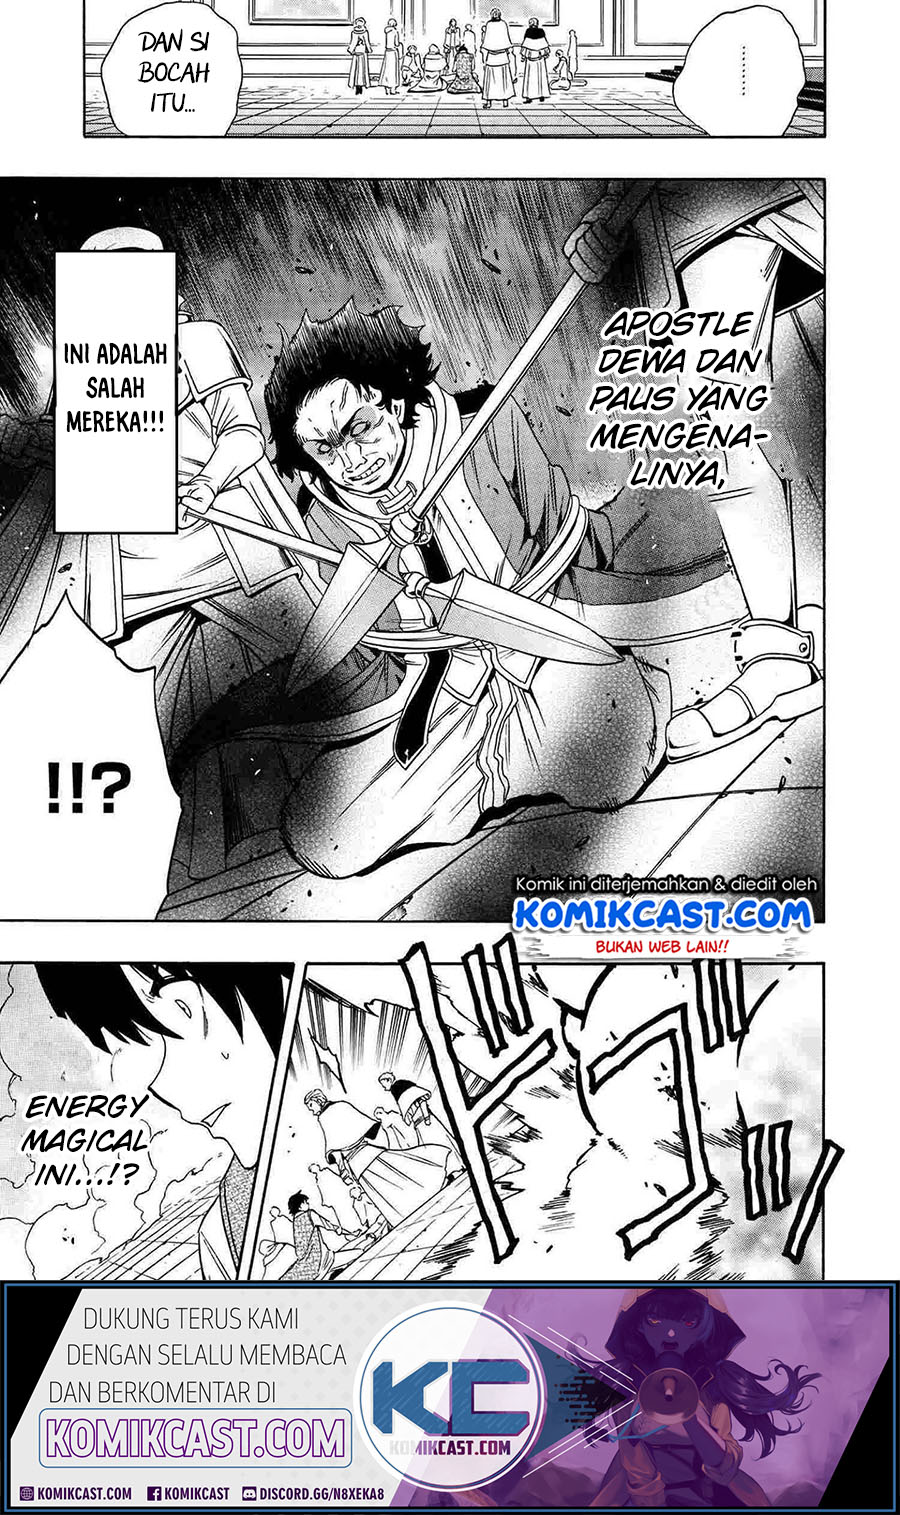 ………
DAN SI
BOCAH
ITU...
APOSTLE
DEWA DAN
PAUS YANG
MENGENA-
LINYA,
INI ADALAH
SALAH
MEREKA!!!
!!?
Komik ini diterjemahkan & diedit oleh
KOMIKCAST.COM
BUKAN WEB LAIN!!
ドゴッ
ENERGY
MAGICAL
INI...!?
DUKUNG TERUS KAMI
DENGAN SELALU MEMBACA
DAN BERKOMENTAR DI
KOMIKCAST.COM
KOMIKCAST.COM
KOMIKCAST
DISCORD.GG/N8XEKA8
KC
KOMIKCAST.COM